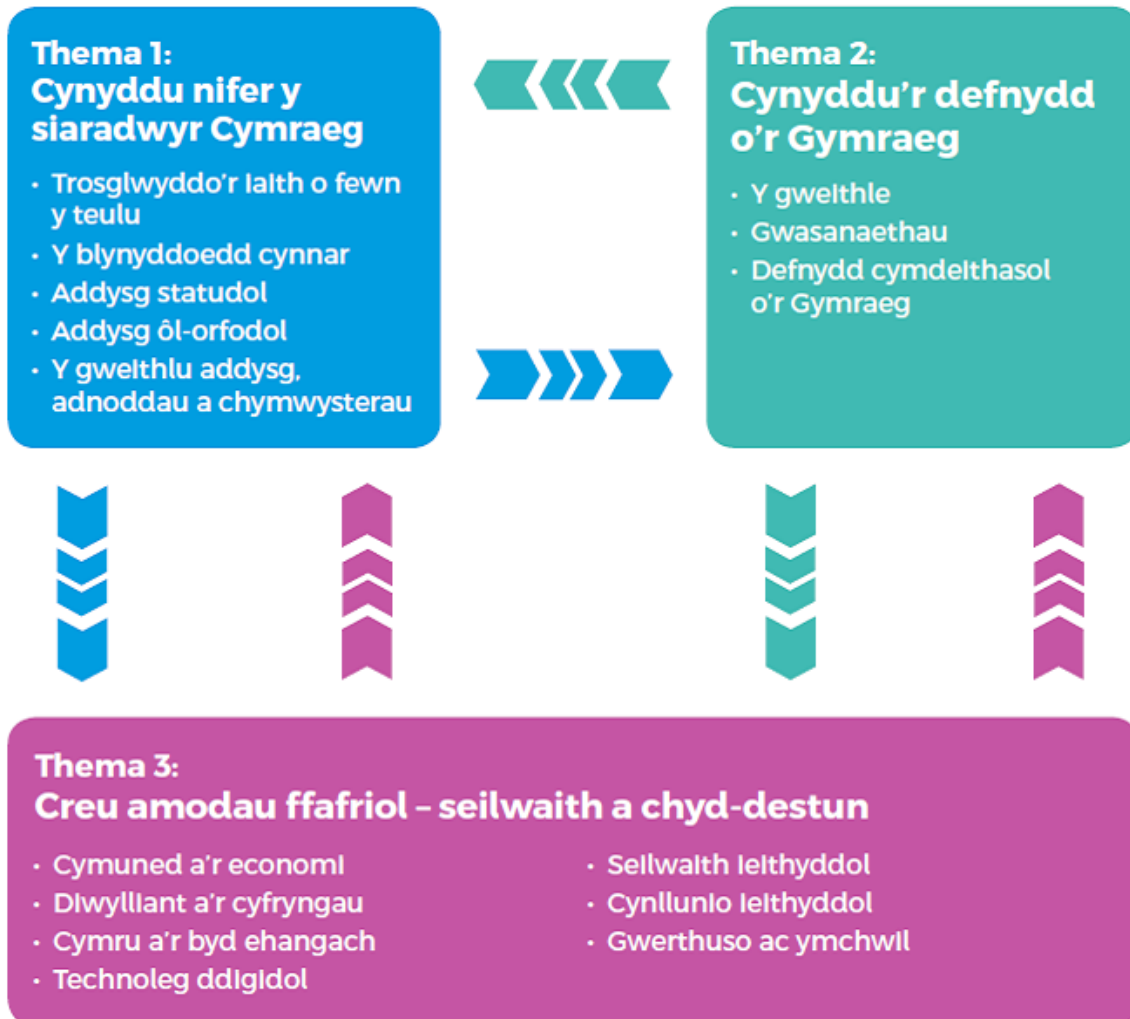 Thema 1:
Cynyddu nifer y
siaradwyr Cymraeg
· Trosglwyddo'r iaith o fewn
y teulu
· Y blynyddoedd cynnar
· Addysg statudol
· Addysg ôl-orfodol
· Y gweithlu addysg,
adnoddau a chymwysterau
Thema 2:
Cynyddu'r defnydd
o'r Gymraeg
· Y gweithle
· Gwasanaethau
· Defnydd cymdeithasol
o'r Gymraeg
Thema 3:
Creu amodau ffafriol – seilwaith a chyd-destun
· Cymuned a'r economi
· Diwylliant a'r cyfryngau
· Cymru a'r byd ehangach
· Technoleg ddigidol
· Seilwaith ieithyddol
· Cynllunio ieithyddol
· Gwerthuso ac ymchwil